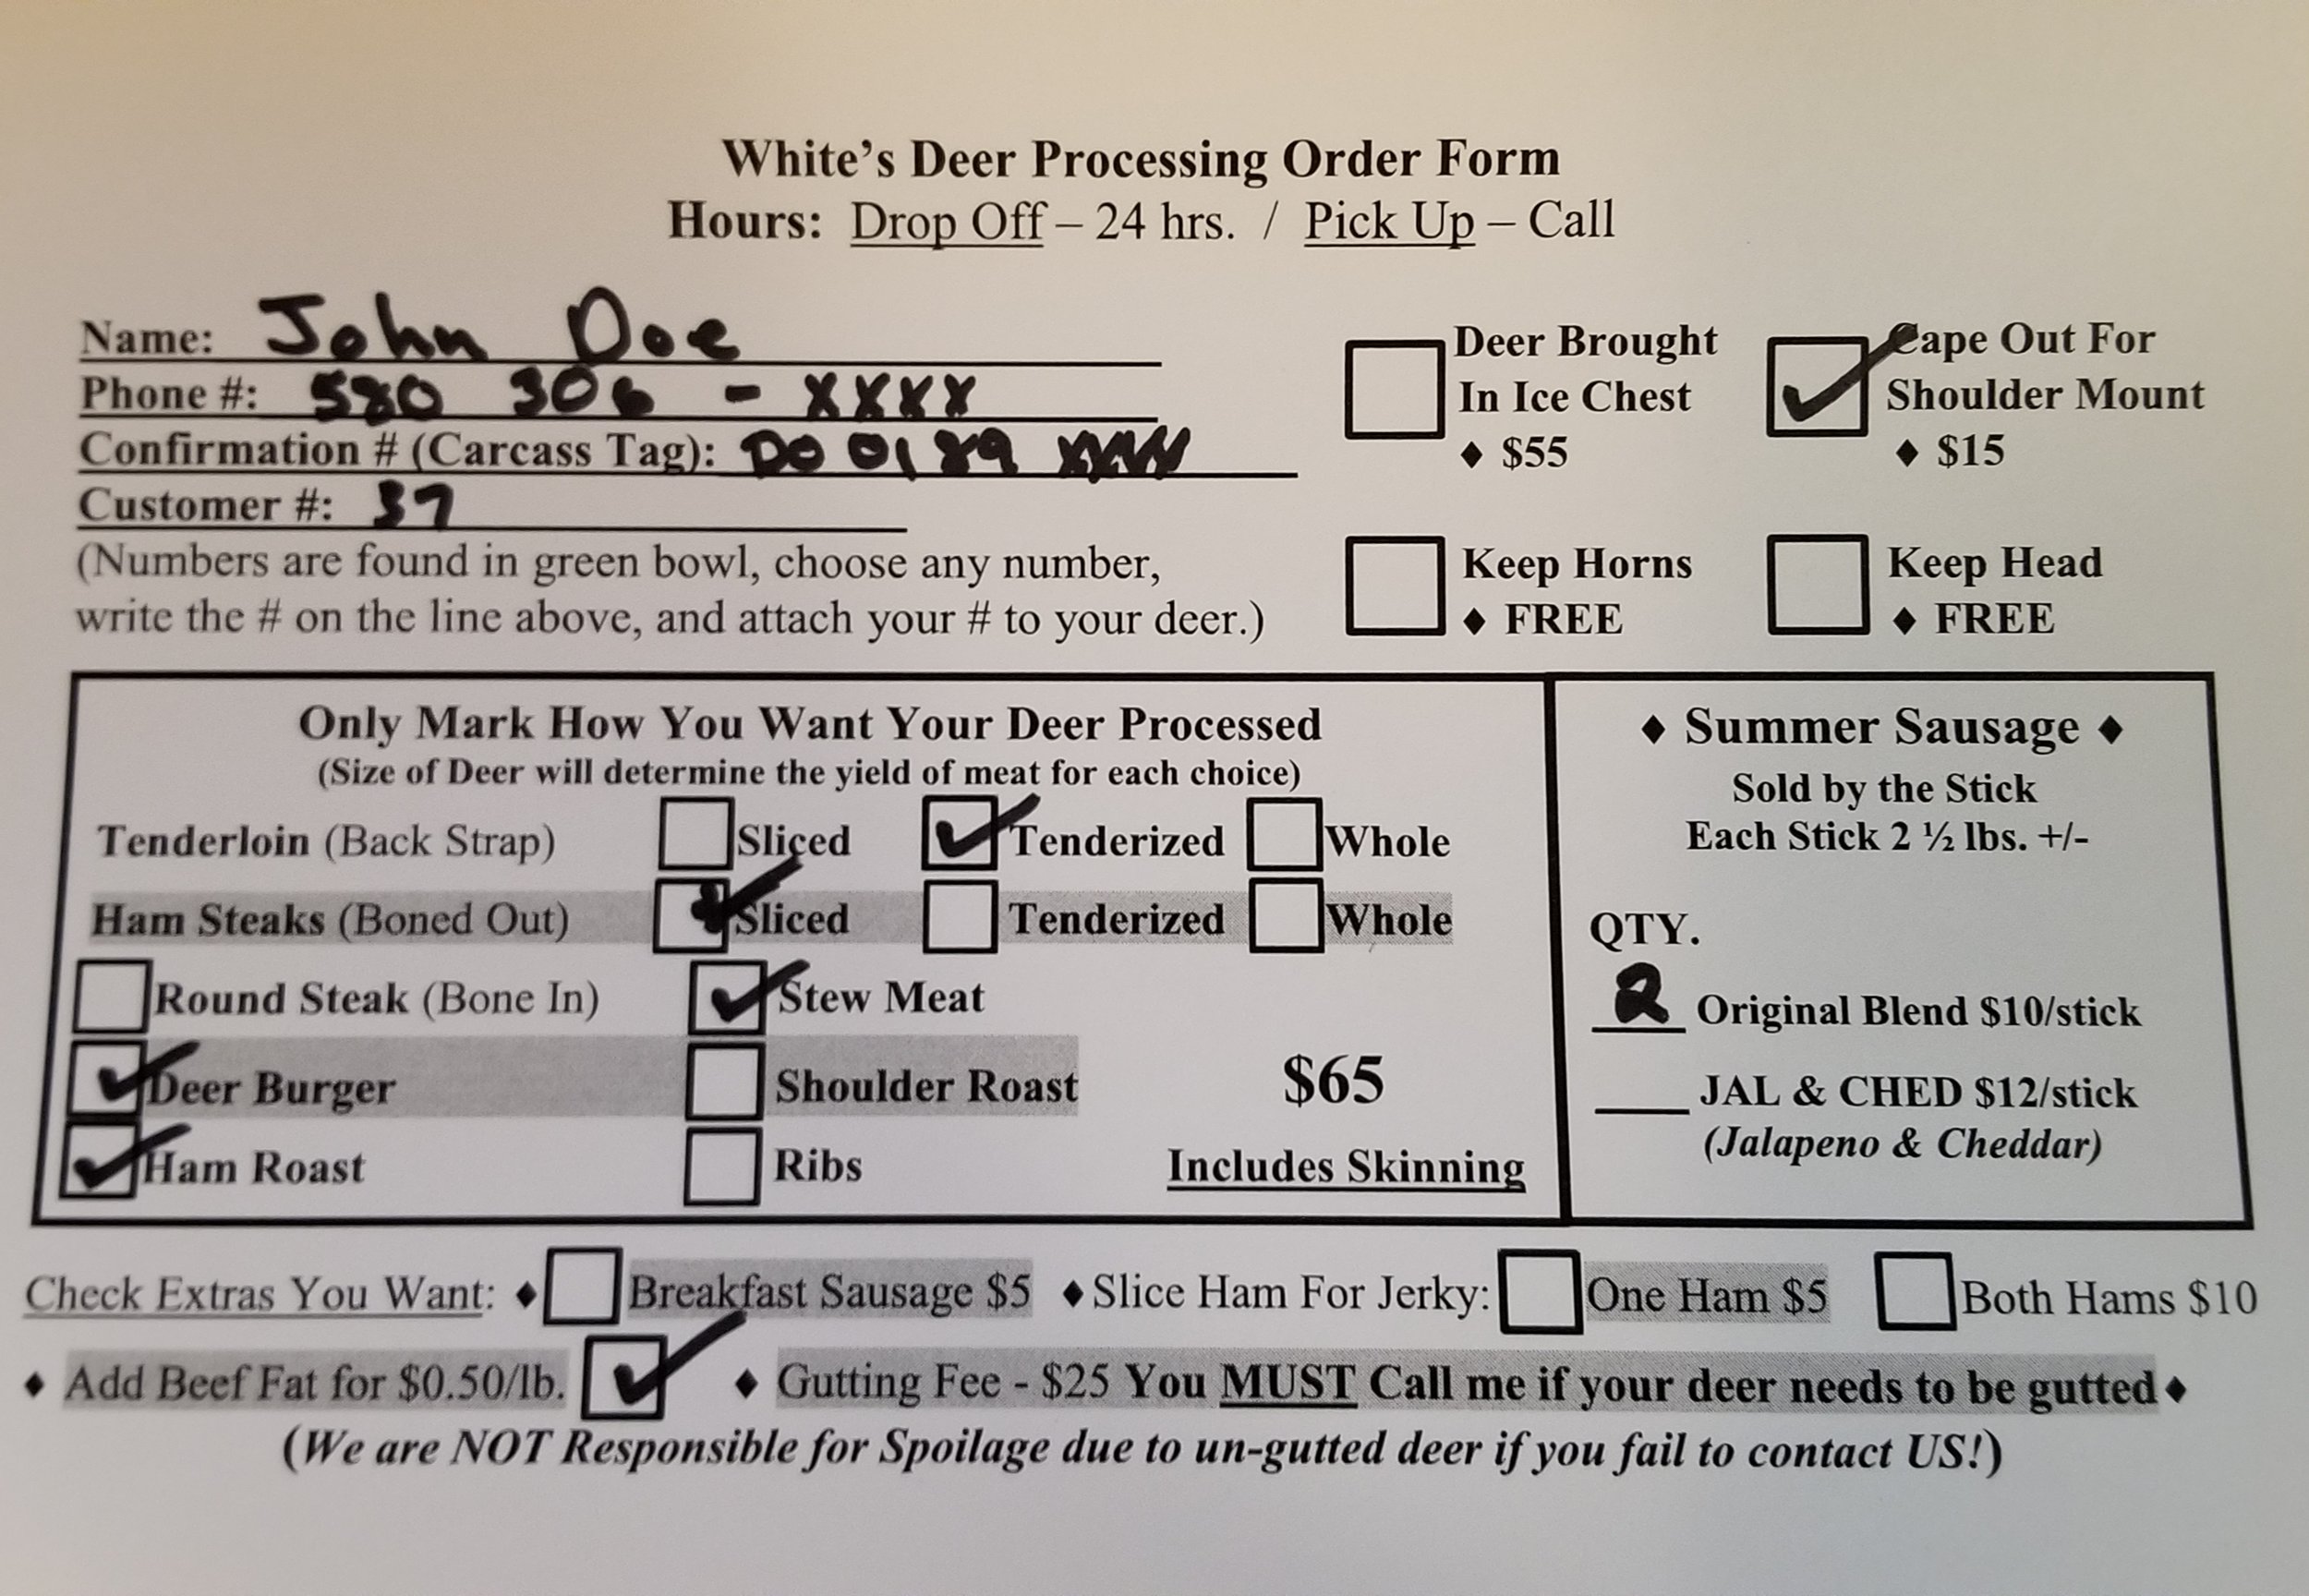 White's Deer Processing Order Form
Hours: Drop Off – 24 hrs. / Pick Up – Call
Name: John Doe
Phone #: 580 306 - XXXX
Confirmation # (Carcass Tag): DO 0189 XXXX
Customer #: 37
(Numbers are found in green bowl, choose any number,
write the # on the line above, and attach your # to your deer.)
Deer Brought
In Ice Chest
♦ $55
Cape Out For
Shoulder Mount
♦ $15
Keep Horns
♦ FREE
Keep Head
♦ FREE
Only Mark How You Want Your Deer Processed
(Size of Deer will determine the yield of meat for each choice)
Tenderloin (Back Strap) Sliced Tenderized Whole
Ham Steaks (Boned Out) Sliced Tenderized Whole
Round Steak (Bone In) Stew Meat
Deer Burger Shoulder Roast $65
Ham Roast Ribs Includes Skinning
♦ Summer Sausage ♦
Sold by the Stick
Each Stick 2 ½ lbs. +/-
QTY.
2 Original Blend $10/stick
JAL & CHED $12/stick
(Jalapeno & Cheddar)
Check Extras You Want: ♦ Breakfast Sausage $5 ♦ Slice Ham For Jerky: One Ham $5 Both Hams $10
♦ Add Beef Fat for $0.50/lb. ♦ Gutting Fee - $25 You MUST Call me if your deer needs to be gutted ♦
(We are NOT Responsible for Spoilage due to un-gutted deer if you fail to contact US!)